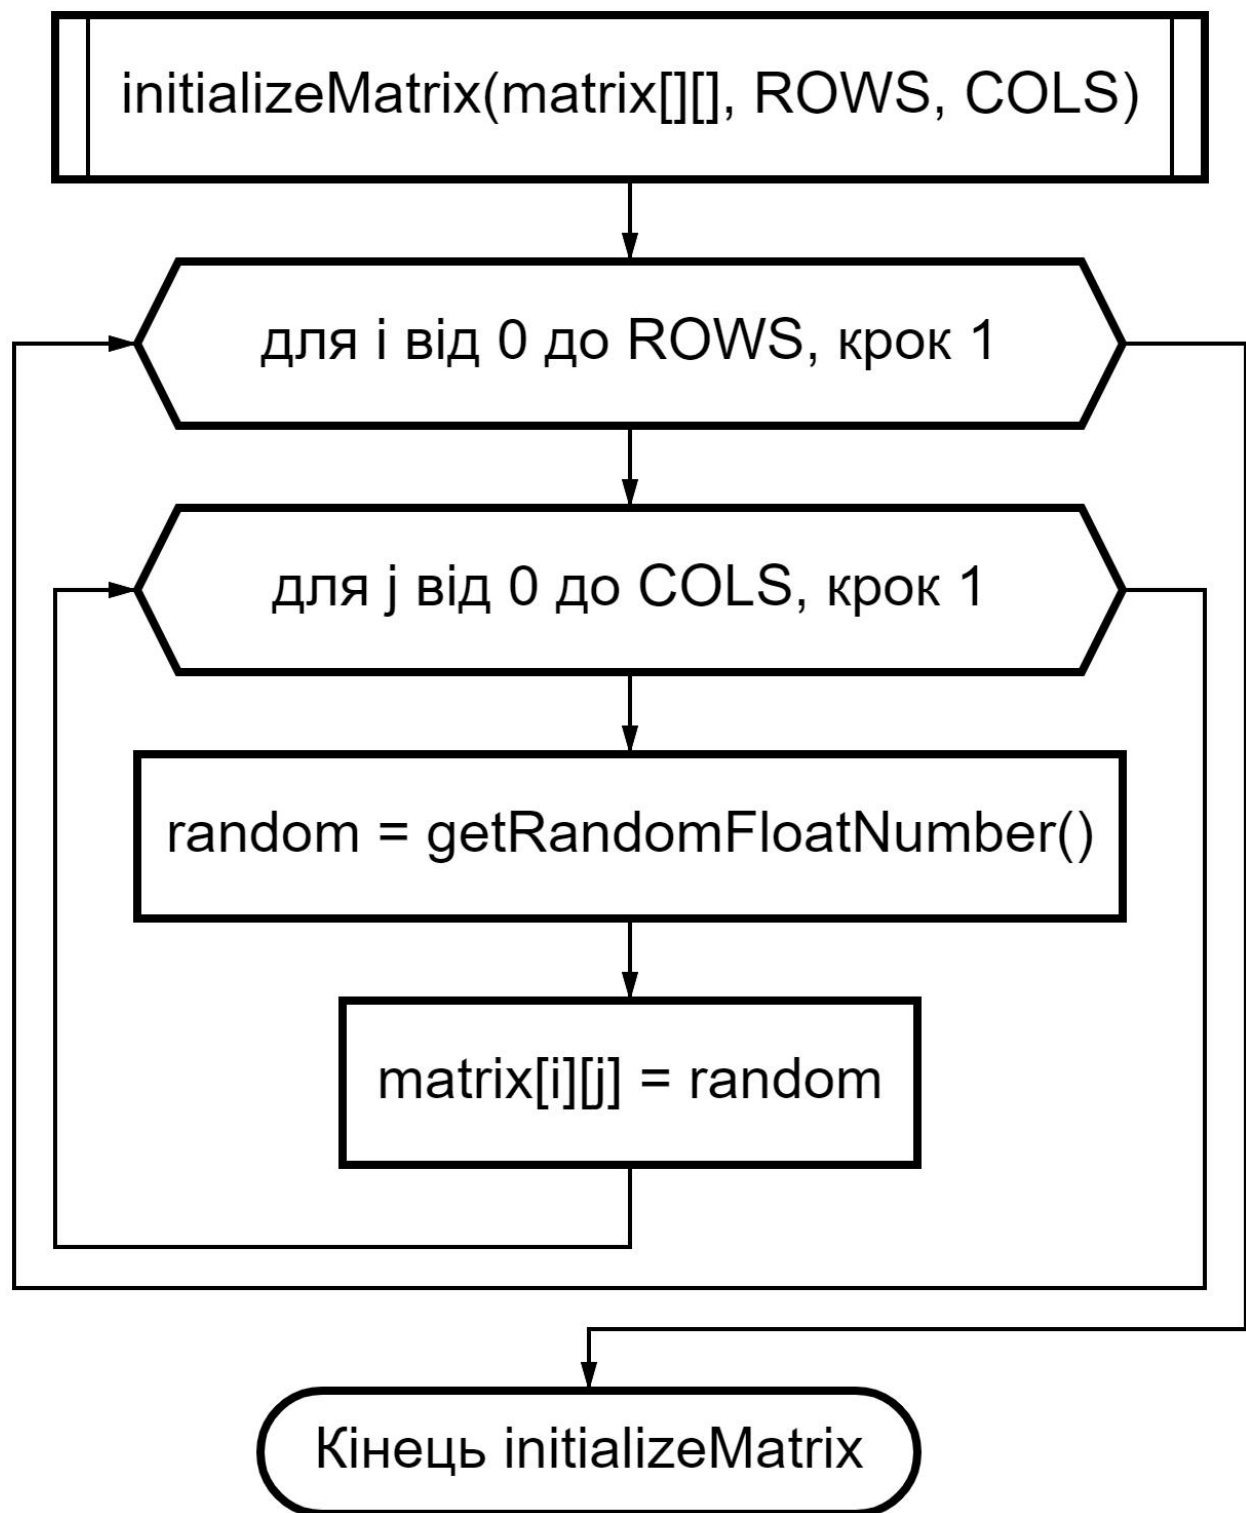 initializeMatrix(matrix[][], ROWS, COLS)
для i від 0 до ROWS, крок 1
для j від 0 до COLS, крок 1
random = getRandomFloatNumber()
matrix[i][j] = random
Кінець initializeMatrix